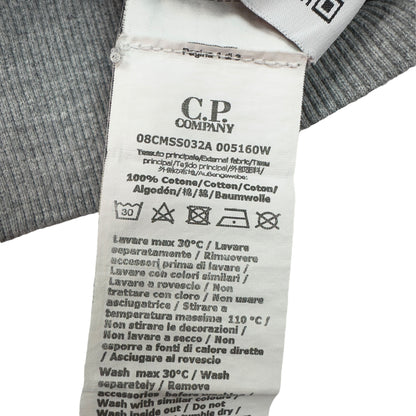 Pagina 1 di
C.P.
COMPANY
08CMSS032A 005160W
Tessuto principale/External fabric/Tissu
principal/Tejido principal/
100% Cotone/Cotton/Coton/
Algodón/棉/綿/Baumwolle
30
Lavare max 30°C / Lavare
separatamente / Rimuovere
accessori prima di lavare /
Lavare con colori similari /
Lavare a rovescio / Non
trattare con cloro / Non usare
asciugatrice / Stirare a
temperatura massima 110 °C /
Non stirare le decorazioni /
Non lavare a secco / Non
esporre a fonti di calore dirette
/ Asciugare al rovescio
Wash max 30°C / Wash
separately / Remove
accessories before
Wash with similar colours /
Wash inside out / Do not
tumble dry /